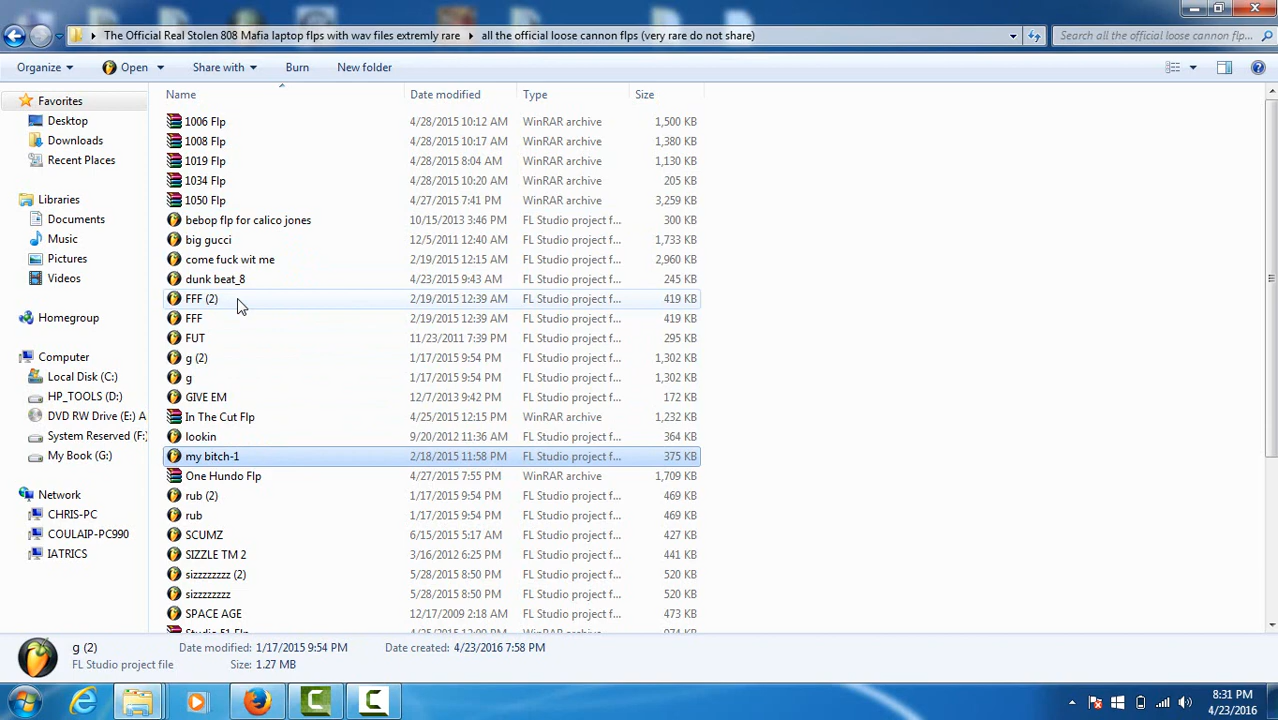 The Official Real Stolen 808 Mafia laptop flps with wav files extremly rare all the official loose cannon flps (very rare do not share) Search all the official loose cannon flp...
Organize Open Share with Burn New folder
Name Date modified Type Size
Favorites
Desktop
Downloads
Recent Places
Libraries
Documents
Music
Pictures
Videos
Homegroup
Computer
Local Disk (C:)
HP_TOOLS (D:)
DVD RW Drive (E:) A
System Reserved (F:
My Book (G:)
Network
CHRIS-PC
COULAIP-PC990
IATRICS
1006 Flp 4/28/2015 10:12 AM WinRAR archive 1,500 KB
1008 Flp 4/28/2015 10:17 AM WinRAR archive 1,380 KB
1019 Flp 4/28/2015 8:04 AM WinRAR archive 1,130 KB
1034 Flp 4/28/2015 10:20 AM WinRAR archive 205 KB
1050 Flp 4/27/2015 7:41 PM WinRAR archive 3,259 KB
bebop flp for calico jones 10/15/2013 3:46 PM FL Studio project f... 300 KB
big gucci 12/5/2011 12:40 AM FL Studio project f... 1,733 KB
come fuck wit me 2/19/2015 12:15 AM FL Studio project f... 2,960 KB
dunk beat_8 4/23/2015 9:43 AM FL Studio project f... 245 KB
FFF (2) 2/19/2015 12:39 AM FL Studio project f... 419 KB
FFF 2/19/2015 12:39 AM FL Studio project f... 419 KB
FUT 11/23/2011 7:39 PM FL Studio project f... 295 KB
g (2) 1/17/2015 9:54 PM FL Studio project f... 1,302 KB
g 1/17/2015 9:54 PM FL Studio project f... 1,302 KB
GIVE EM 12/7/2013 9:42 PM FL Studio project f... 172 KB
In The Cut Flp 4/25/2015 12:15 PM WinRAR archive 1,232 KB
lookin 9/20/2012 11:36 AM FL Studio project f... 364 KB
my bitch-1 2/18/2015 11:58 PM FL Studio project f... 375 KB
One Hundo Flp 4/27/2015 7:55 PM WinRAR archive 1,709 KB
rub (2) 1/17/2015 9:54 PM FL Studio project f... 469 KB
rub 1/17/2015 9:54 PM FL Studio project f... 469 KB
SCUMZ 6/15/2015 5:17 AM FL Studio project f... 427 KB
SIZZLE TM 2 3/16/2012 6:25 PM FL Studio project f... 441 KB
sizzzzzzzz (2) 5/28/2015 8:50 PM FL Studio project f... 520 KB
sizzzzzzzz 5/28/2015 8:50 PM FL Studio project f... 520 KB
SPACE AGE 12/17/2009 2:18 AM FL Studio project f... 473 KB
Studio 51 Flp 4/25/2015 12:00 PM WinRAR archive 974 KB
g (2) Date modified: 1/17/2015 9:54 PM Date created: 4/23/2016 7:58 PM
FL Studio project file Size: 1.27 MB
8:31 PM
4/23/2016